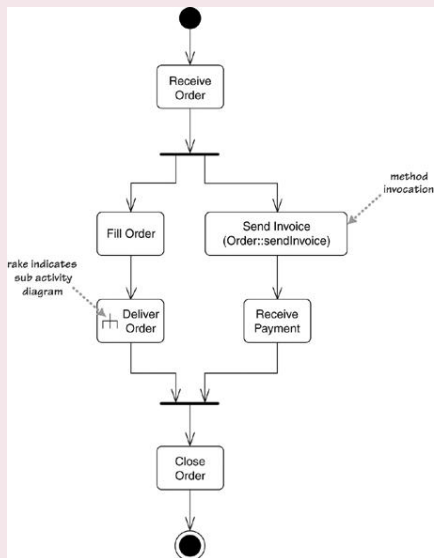 Receive
Order
method
invocation
Fill Order
Send Invoice
(Order::sendInvoice)
rake indicates
sub activity
diagram
Deliver
Order
Receive
Payment
Close
Order